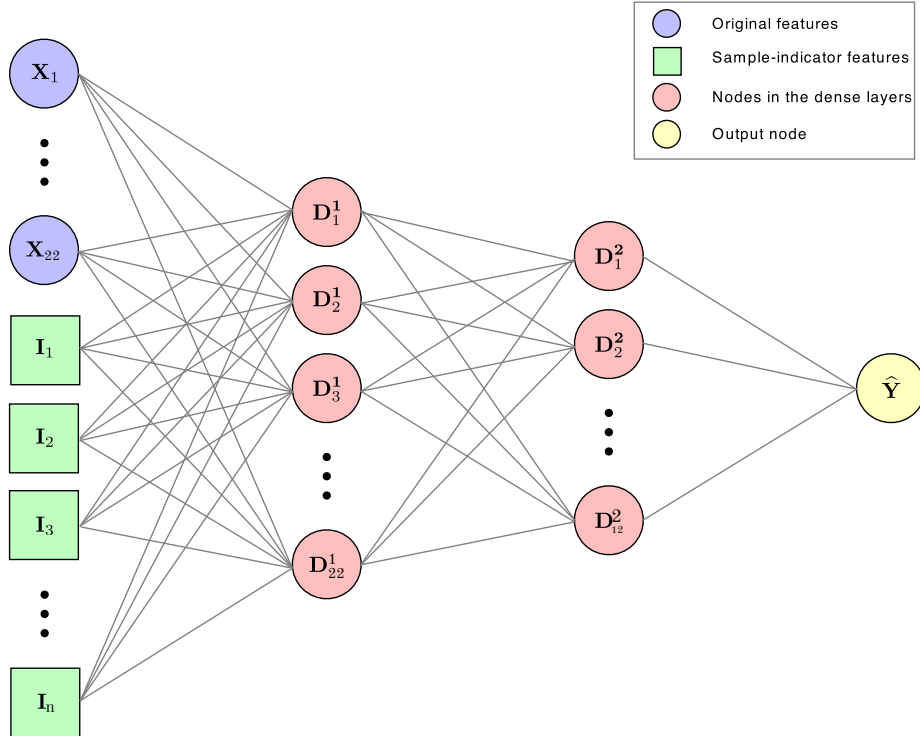 Original features
Sample-indicator features
Nodes in the dense layers
Output node
X₁
X₂₂
I₁
I₂
I₃
Iₙ
D¹₁
D¹₂
D¹₃
D¹₂₂
D²₁
D²₂
D²₁₂
Ŷ